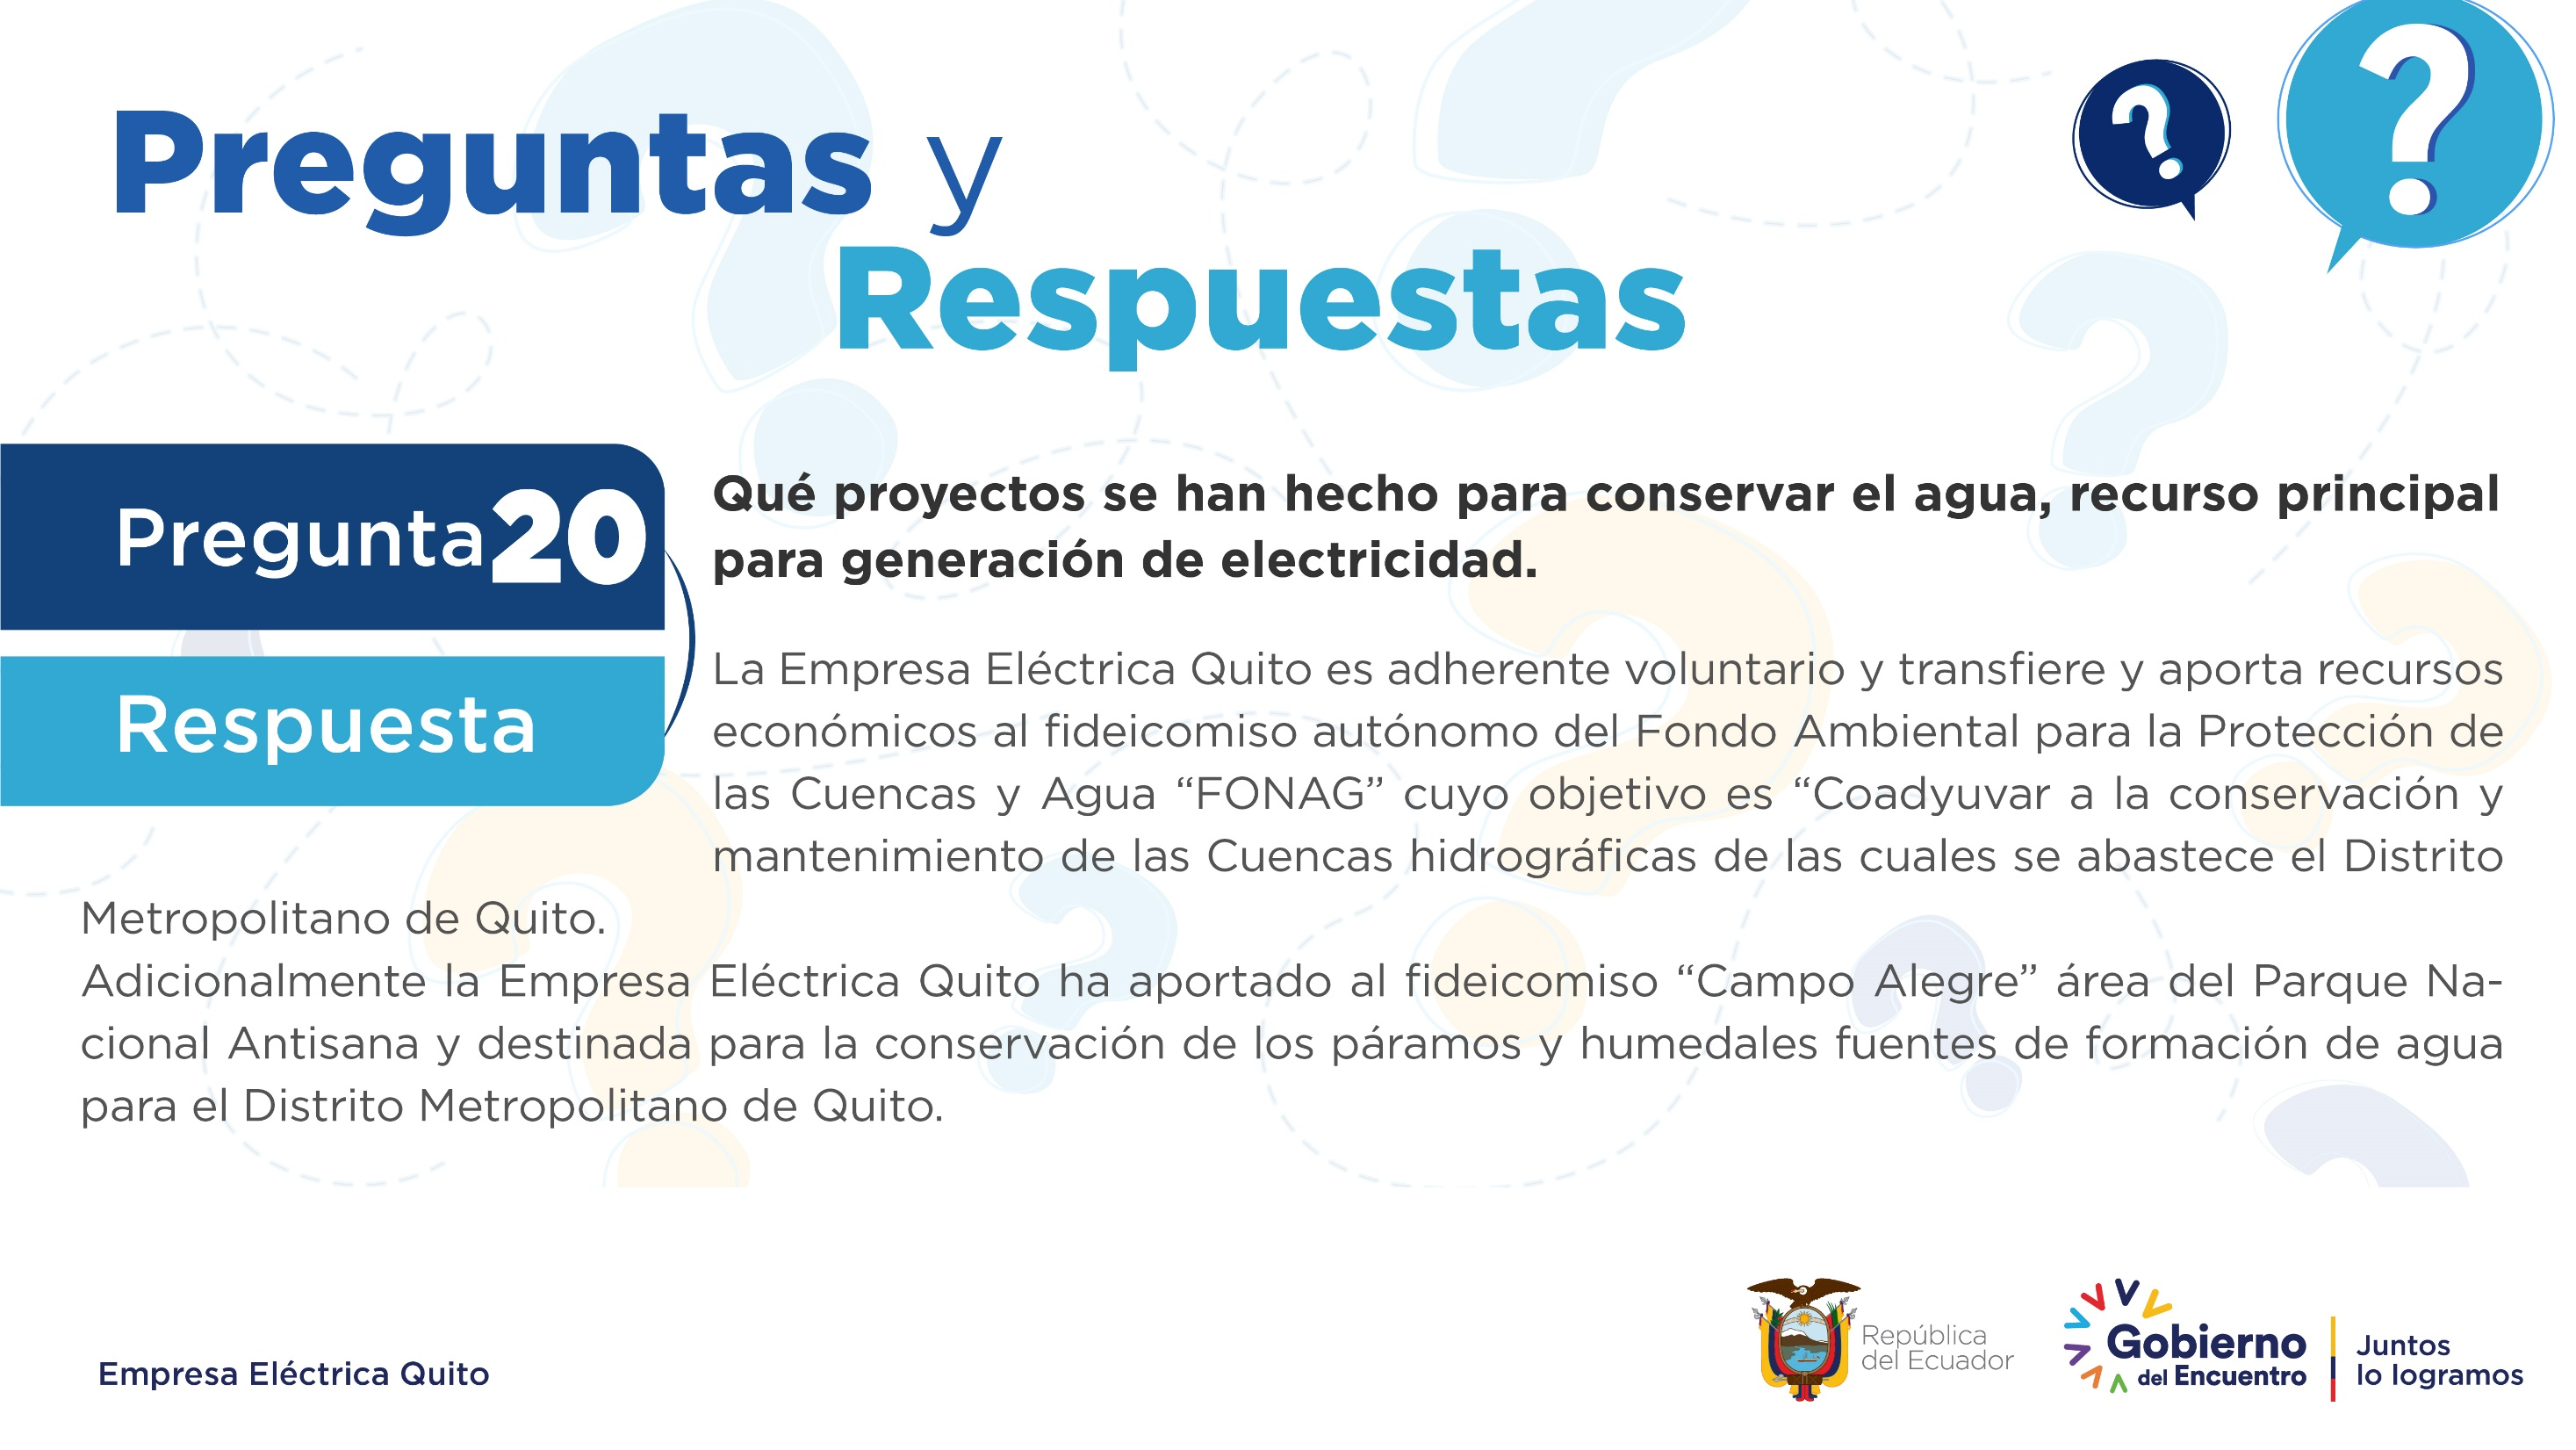 Preguntas y
Respuestas
Pregunta20
Qué proyectos se han hecho para conservar el agua, recurso principal
para generación de electricidad.
Respuesta
La Empresa Eléctrica Quito es adherente voluntario y transfiere y aporta recursos
económicos al fideicomiso autónomo del Fondo Ambiental para la Protección de
las Cuencas y Agua “FONAG” cuyo objetivo es “Coadyuvar a la conservación y
mantenimiento de las Cuencas hidrográficas de las cuales se abastece el Distrito
Metropolitano de Quito.
Adicionalmente la Empresa Eléctrica Quito ha aportado al fideicomiso “Campo Alegre” área del Parque Na-
cional Antisana y destinada para la conservación de los páramos y humedales fuentes de formación de agua
para el Distrito Metropolitano de Quito.
Empresa Eléctrica Quito
República
del Ecuador
Gobierno
del Encuentro
Juntos
lo logramos